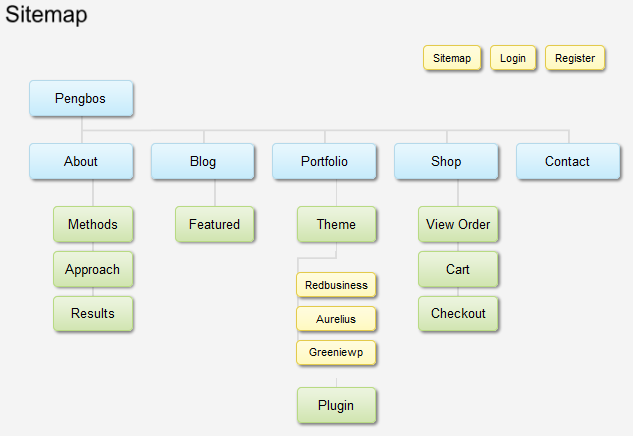 Sitemap
Sitemap
Login
Register
Pengbos
About
Blog
Portfolio
Shop
Contact
Methods
Featured
Theme
View Order
Approach
Cart
Redbusiness
Results
Aurelius
Checkout
Greeniewp
Plugin